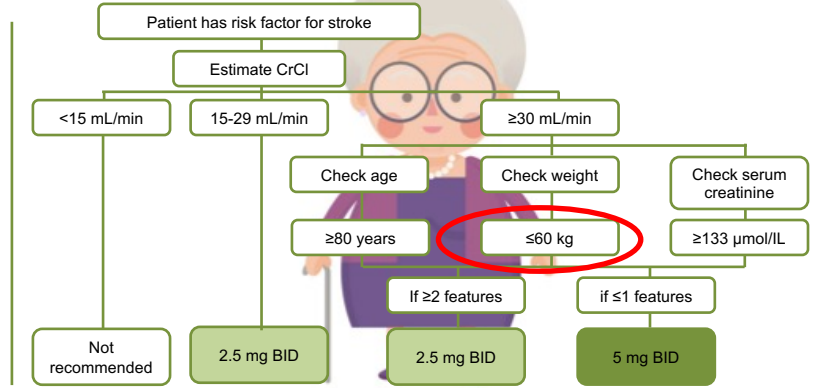 Patient has risk factor for stroke
Estimate CrCl
<15 mL/min
15-29 mL/min
≥30 mL/min
Check age
Check weight
Check serum
creatinine
≥80 years
≤60 kg
≥133 µmol/IL
If ≥2 features
if ≤1 features
Not
recommended
2.5 mg BID
2.5 mg BID
5 mg BID